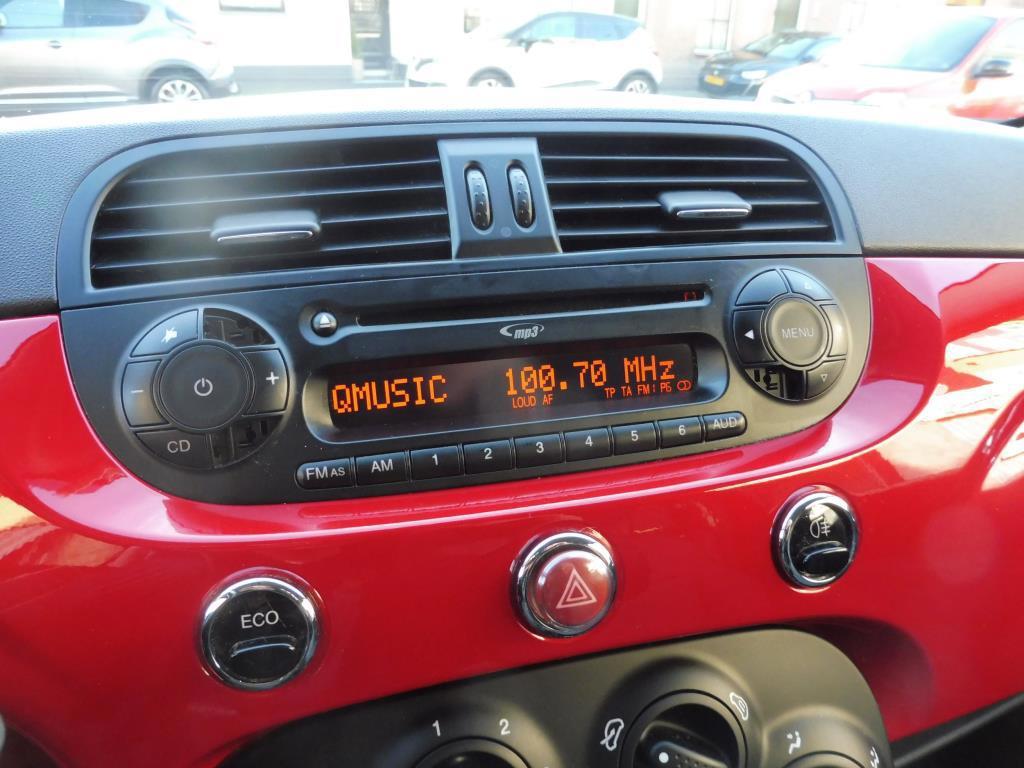 mp3
MENU
QMUSIC 100.70 MHz
LOUD AF TP TA FM1 P6 CD
- +
CD
FM AS AM 1 2 3 4 5 6 AUD
ECO
1 2